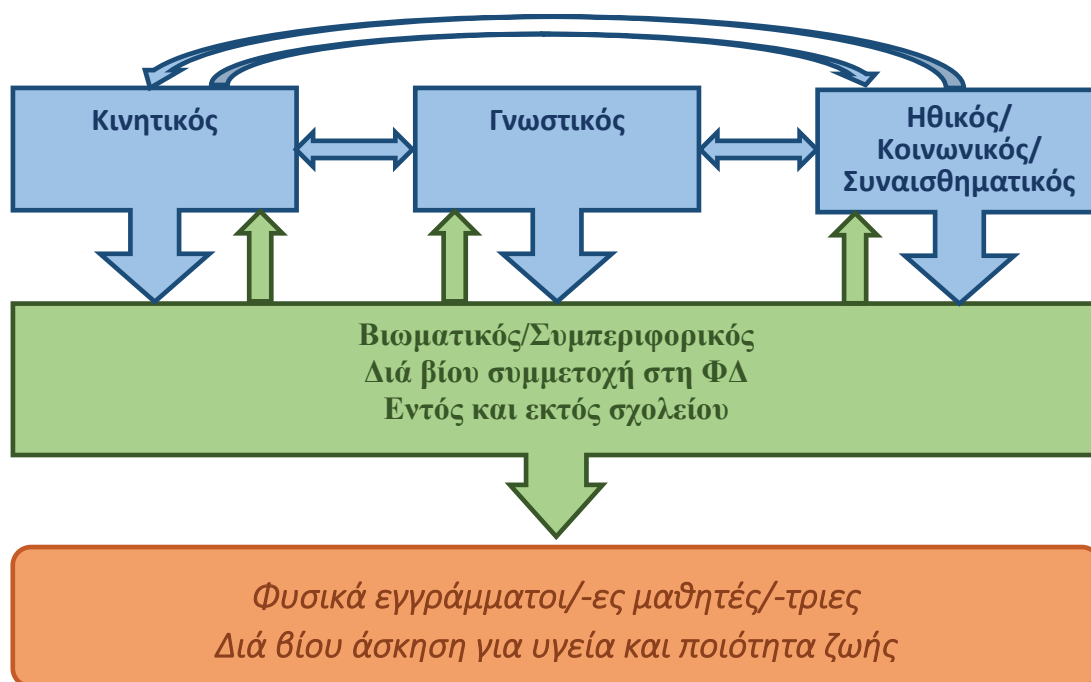 Κινητικός
Γνωστικός
Ηθικός/
Κοινωνικός/
Συναισθηματικός
Βιωματικός/Συμπεριφορικός
Διά βίου συμμετοχή στη ΦΔ
Εντός και εκτός σχολείου
Φυσικά εγγράμματοι/-ες μαθητές/-τριες
Διά βίου άσκηση για υγεία και ποιότητα ζωής